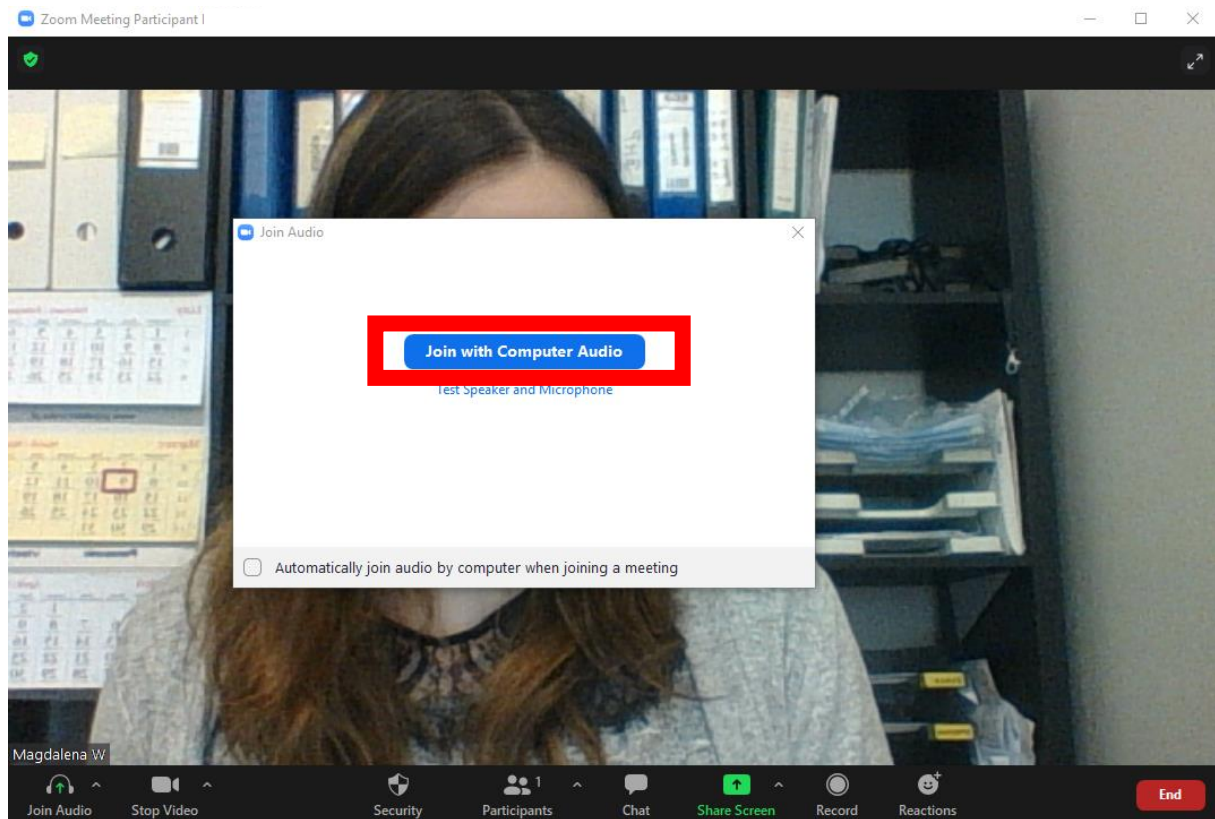 Zoom Meeting Participant I
Join Audio
Join with Computer Audio
Test Speaker and Microphone
Automatically join audio by computer when joining a meeting
Magdalena W
Join Audio
Stop Video
Security
1
Participants
Chat
Share Screen
Record
Reactions
End